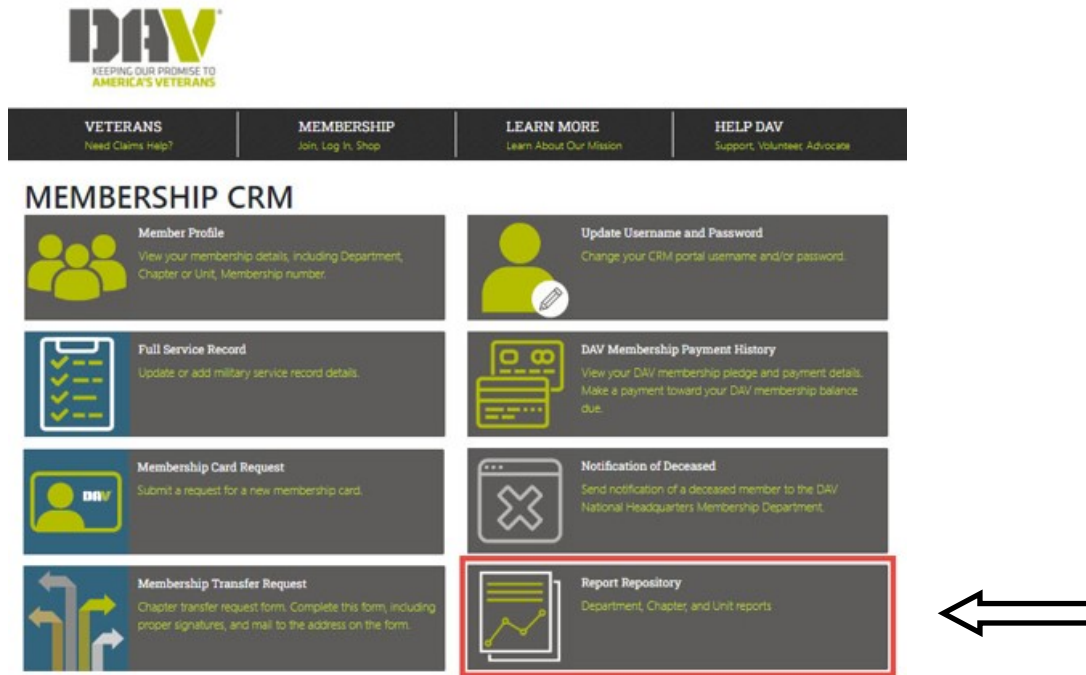 DAV
KEEPING OUR PROMISE TO
AMERICA'S VETERANS
VETERANS
Need Claims Help?
MEMBERSHIP
Join, Log In, Shop
LEARN MORE
Learn About Our Mission
HELP DAV
Support, Volunteer, Advocate
MEMBERSHIP CRM
Member Profile
View your membership details, including Department,
Chapter or Unit, Membership number.
Update Username and Password
Change your CRM portal username and/or password.
Full Service Record
Update or add military service record details.
DAV Membership Payment History
View your DAV membership pledge and payment details.
Make a payment toward your DAV membership balance
due.
DAV
Membership Card Request
Submit a request for a new membership card.
Notification of Deceased
Send notification of a deceased member to the DAV
National Headquarters Membership Department.
Membership Transfer Request
Chapter transfer request form. Complete this form, including
proper signatures, and mail to the address on the form.
Report Repository
Department, Chapter, and Unit reports